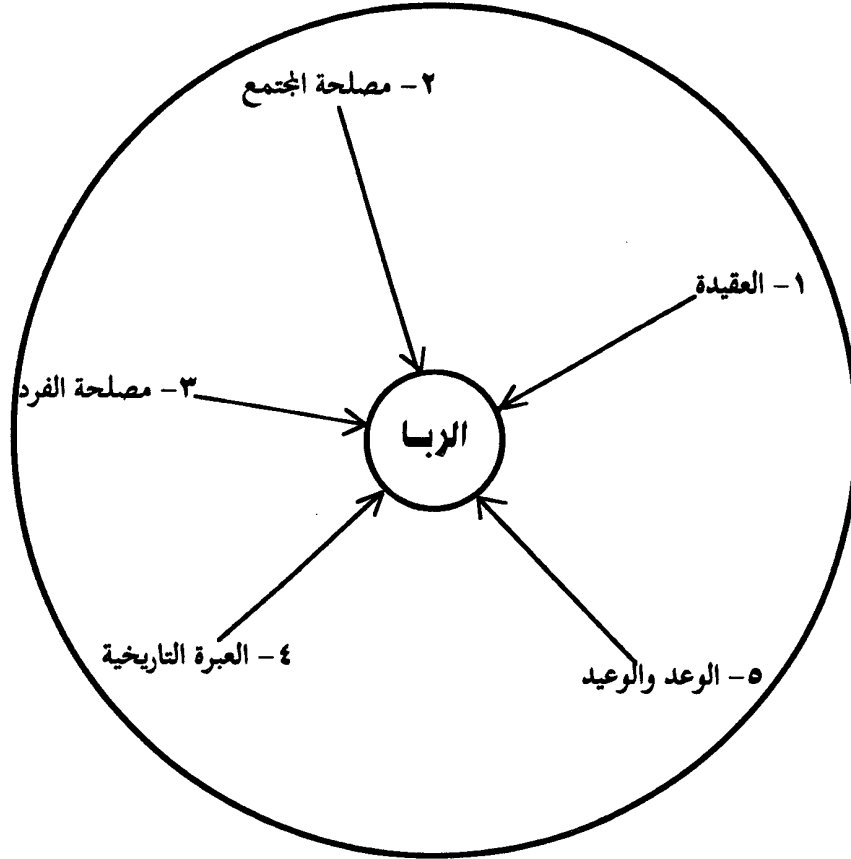 ٢- مصلحة المجتمع
١- العقيدة
٣- مصلحة الفرد
الربا
٤- العبرة التاريخية
٥- الوعد والوعيد